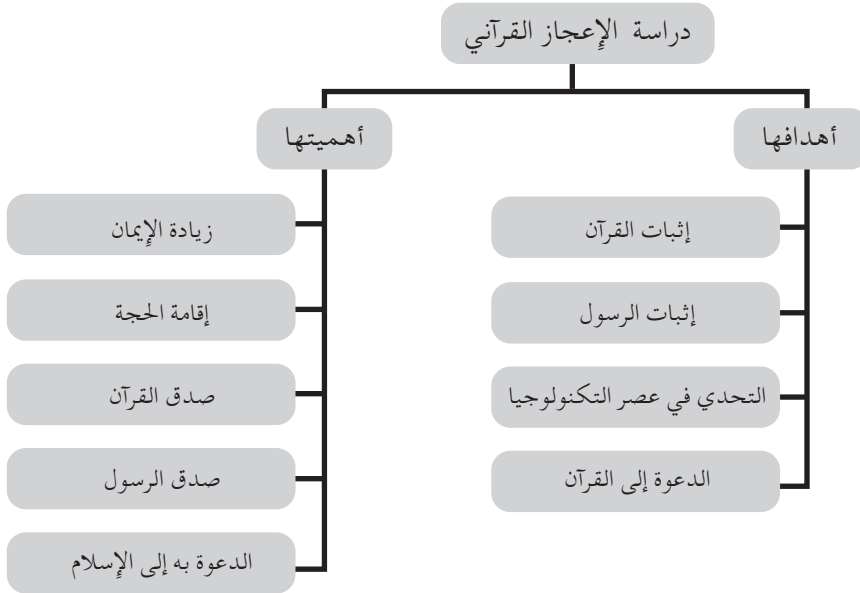 دراسة الإعجاز القرآني
أهدافها
إثبات القرآن
إثبات الرسول
التحدي في عصر التكنولوجيا
الدعوة إلى القرآن
أهميتها
زيادة الإيمان
إقامة الحجة
صدق القرآن
صدق الرسول
الدعوة به إلى الإسلام